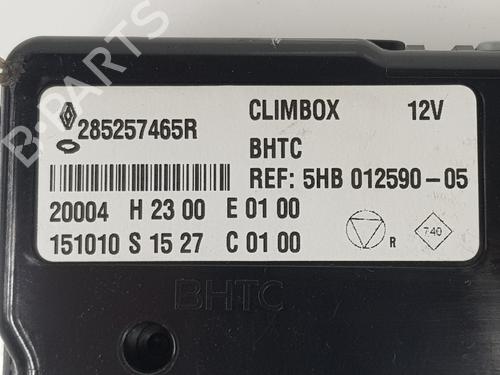 285257465R CLIMBOX 12V
BHTC
REF: 5HB 012590-05
20004 H 23 00 E 01 00
151010 S 15 27 C 01 00
R
740
BHTC
B-PARTS